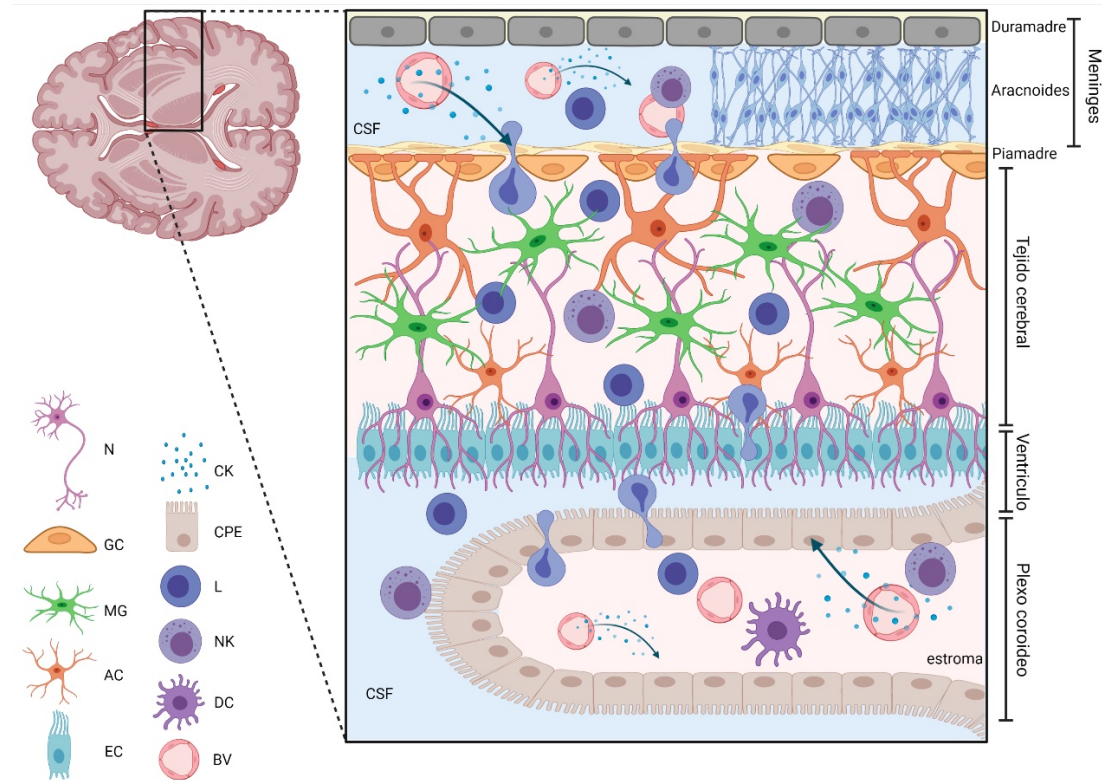 Duramadre
Aracnoides
Piamadre
Meninges
CSF
Tejido cerebral
Ventriculo
Plexo coroideo
estroma
CSF
N
GC
MG
AC
EC
CK
CPE
L
NK
DC
BV